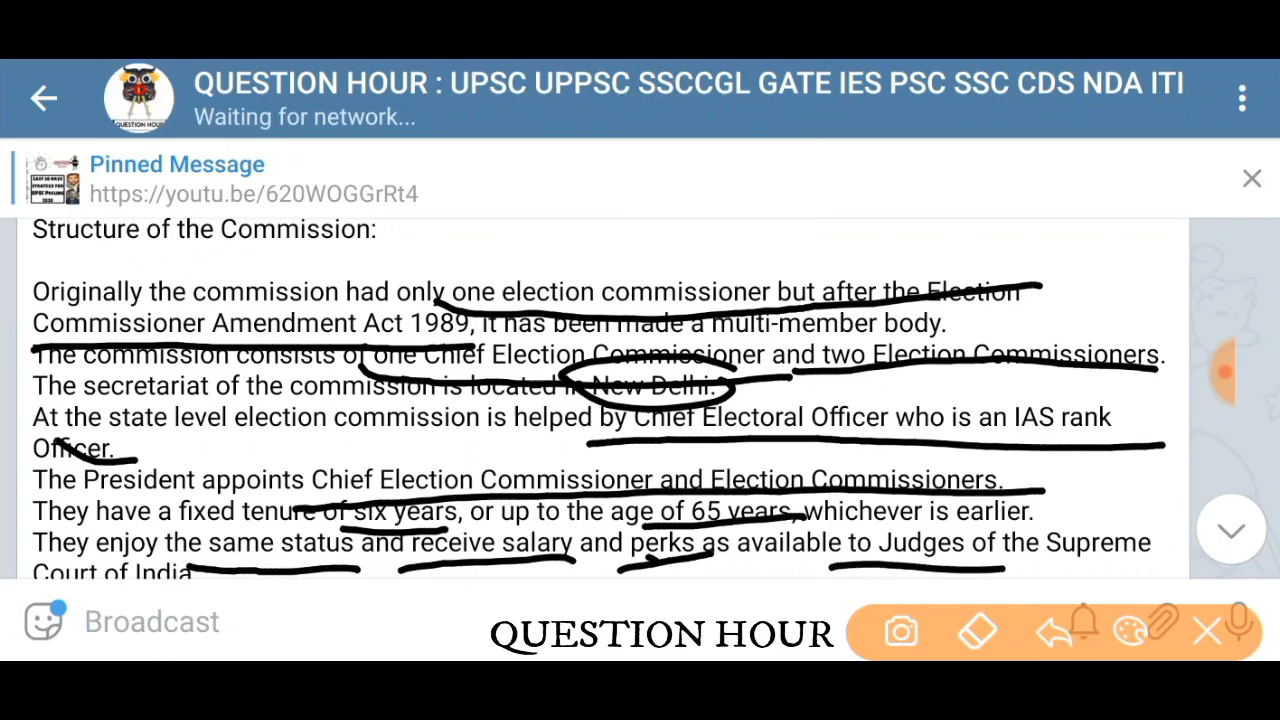 QUESTION HOUR : UPSC UPPSC SSCCGL GATE IES PSC SSC CDS NDA ITI
Waiting for network...
QUESTION HOUR
Pinned Message
https://youtu.be/620WOGGrRt4
Structure of the Commission:
Originally the commission had only one election commissioner but after the Election
Commissioner Amendment Act 1989, it has been made a multi-member body.
The commission consists of one Chief Election Commissioner and two Election Commissioners.
The secretariat of the commission is located in New Delhi.
At the state level election commission is helped by Chief Electoral Officer who is an IAS rank
Officer.
The President appoints Chief Election Commissioner and Election Commissioners.
They have a fixed tenure of six years, or up to the age of 65 years, whichever is earlier.
They enjoy the same status and receive salary and perks as available to Judges of the Supreme
Court of India
Broadcast
QUESTION HOUR